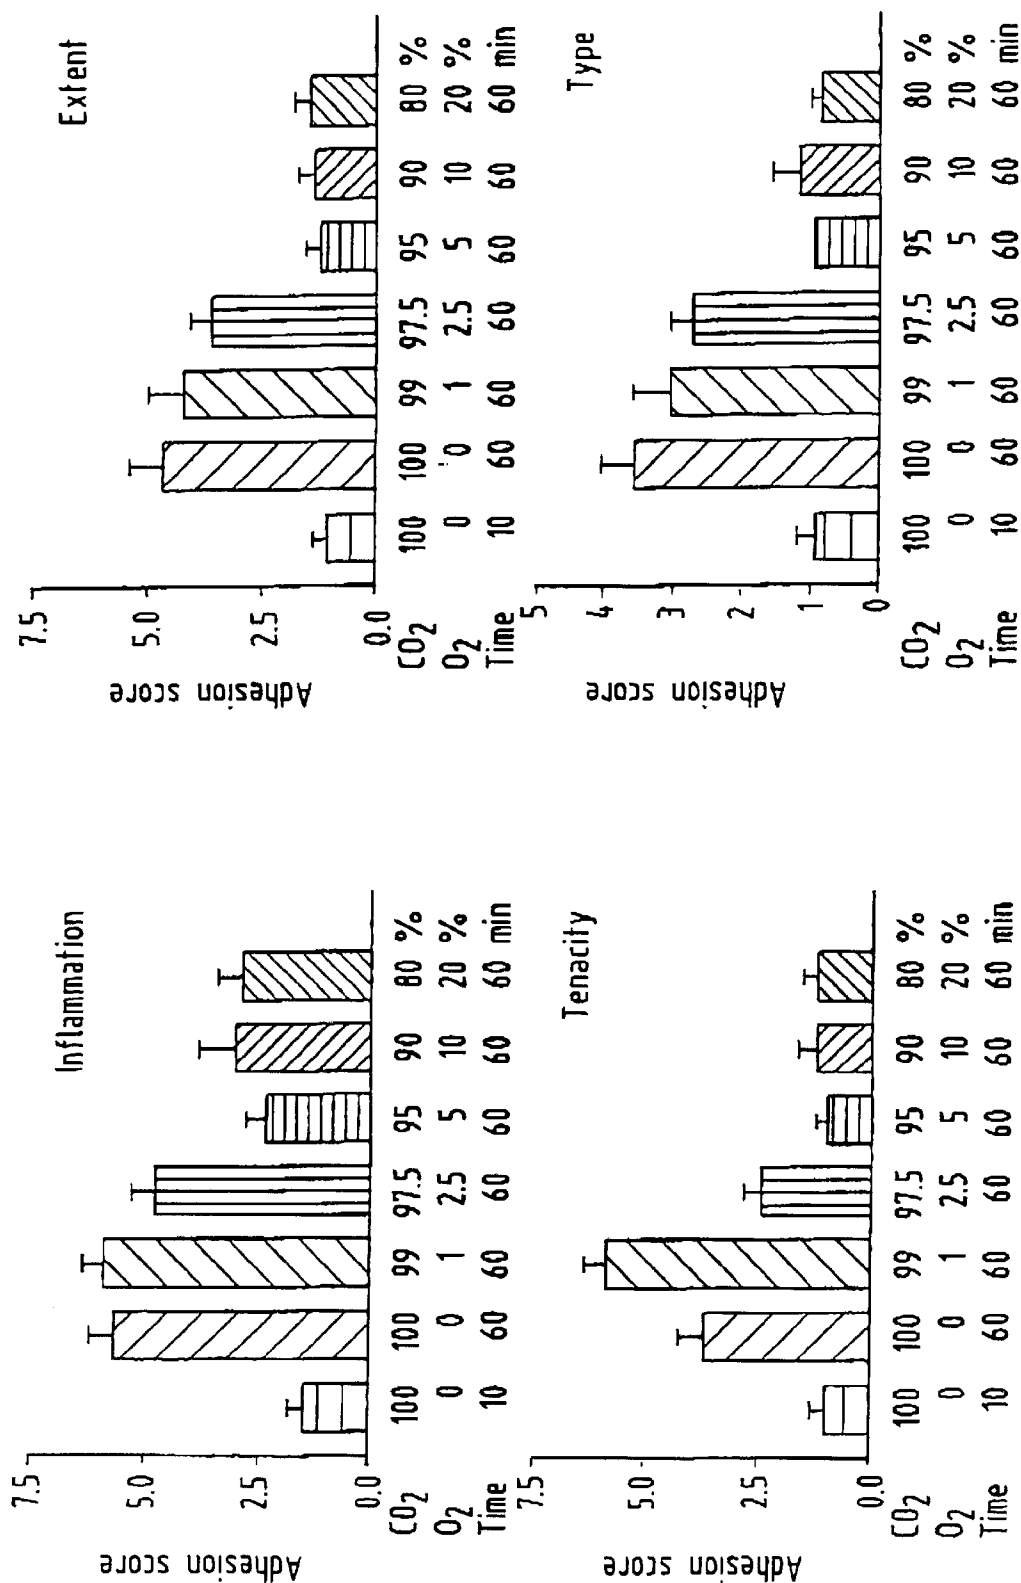 Inflammation
Adhesion score
7.5
5.0
2.5
0.0
CO2 100 100 99 97.5 95 90 80 %
O2 0 0 1 2.5 5 10 20 %
Time 10 60 60 60 60 60 60 min
Extent
Adhesion score
7.5
5.0
2.5
0.0
CO2 100 100 99 97.5 95 90 80 %
O2 0 0 1 2.5 5 10 20 %
Time 10 60 60 60 60 60 60 min
Tenacity
Adhesion score
7.5
5.0
2.5
0.0
CO2 100 100 99 97.5 95 90 80 %
O2 0 0 1 2.5 5 10 20 %
Time 10 60 60 60 60 60 60 min
Type
Adhesion score
5
4
3
2
1
0
CO2 100 100 99 97.5 95 90 80 %
O2 0 0 1 2.5 5 10 20 %
Time 10 60 60 60 60 60 60 min